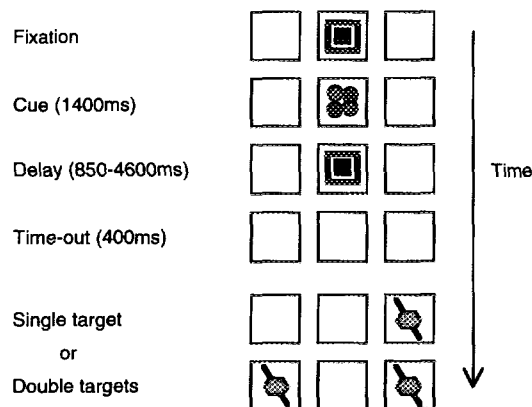 Fixation
Cue (1400ms)
Delay (850-4600ms)
Time
Time-out (400ms)
Single target
or
Double targets